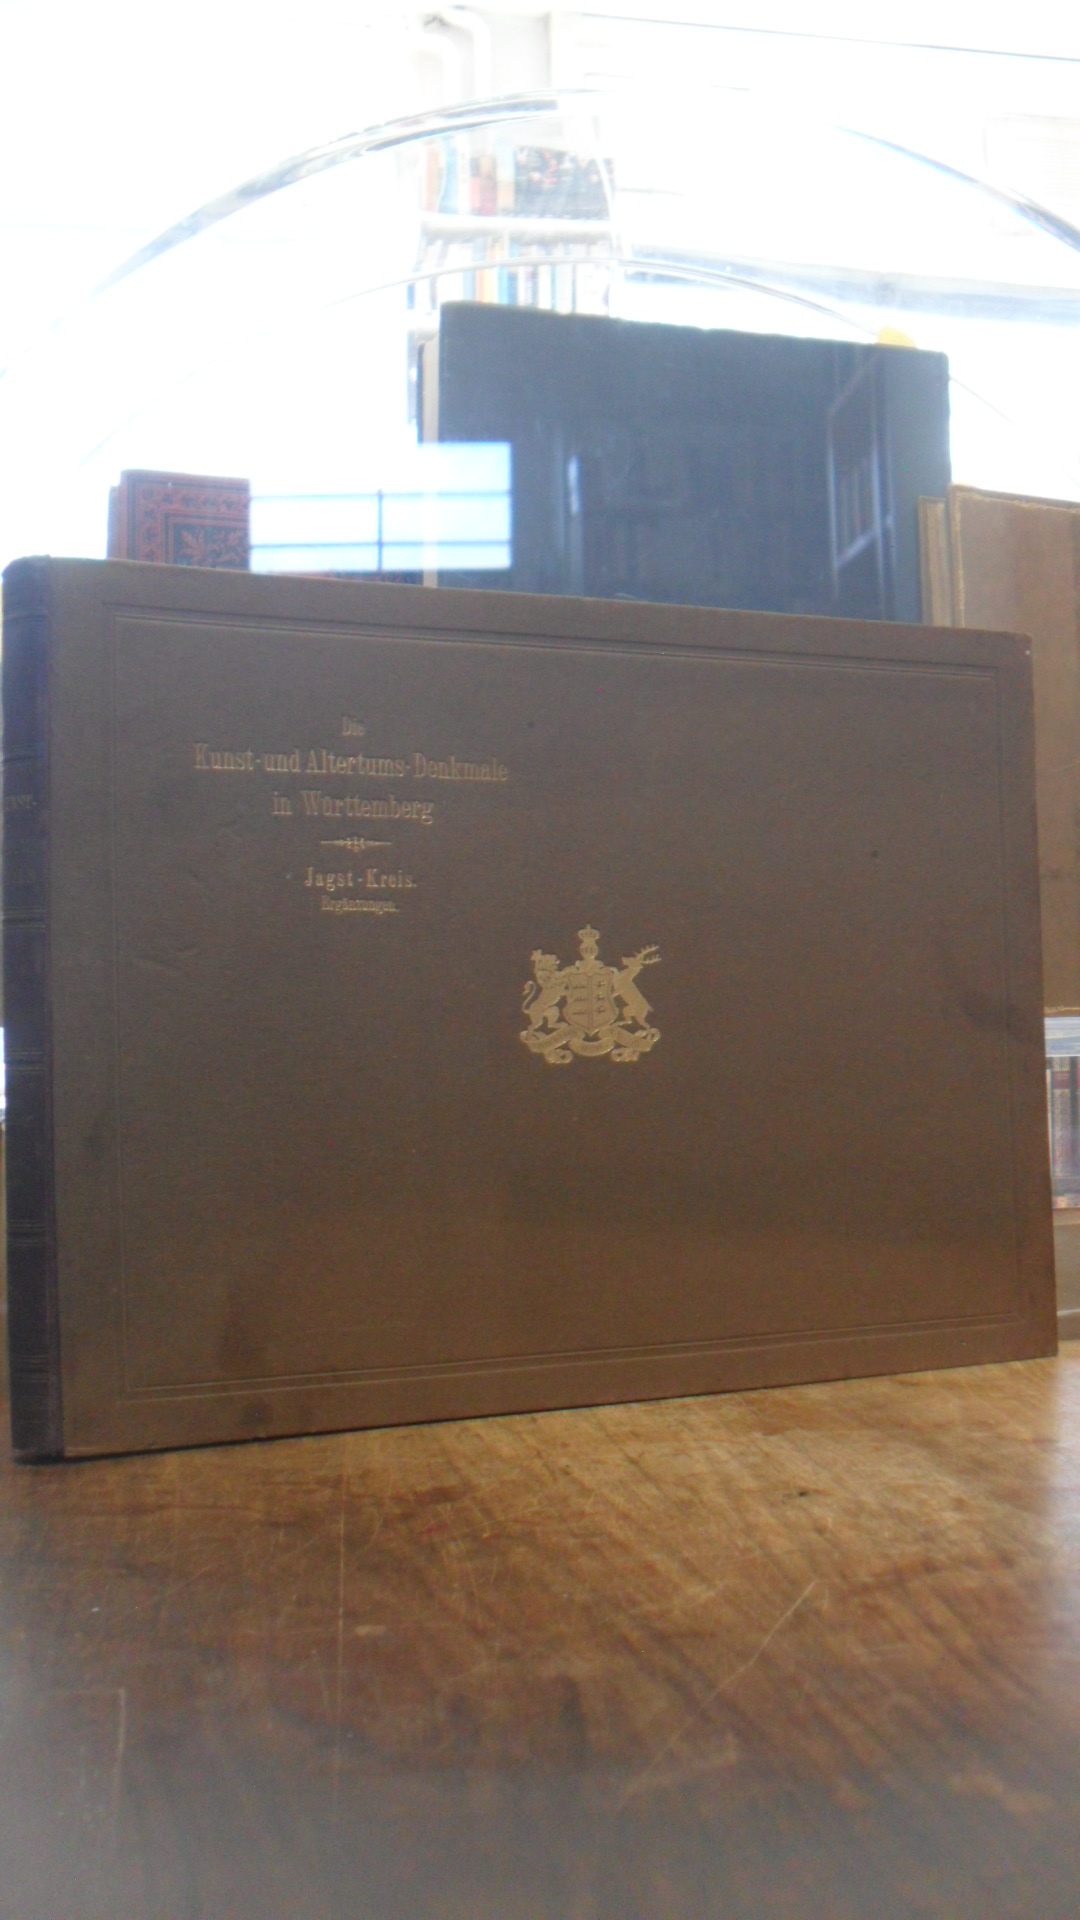 Die
Kunst-und Altertums-Denkmale
in Württemberg
Jagst-Kreis.
Ergänzungen.